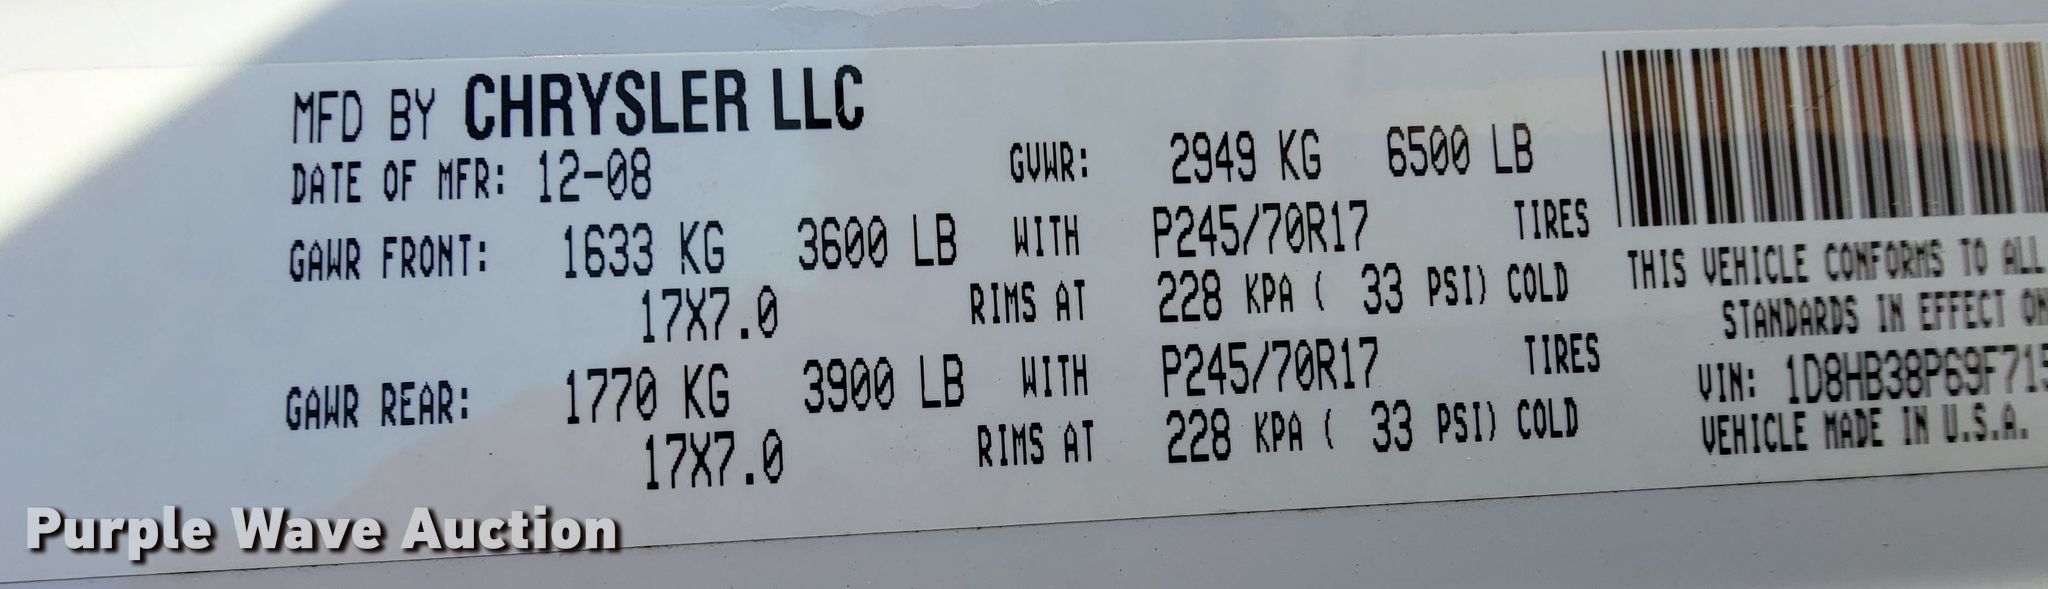 MFD BY CHRYSLER LLC
DATE OF MFR: 12-08 GVWR: 2949 KG 6500 LB
GAWR FRONT: 1633 KG 3600 LB WITH P245/70R17 TIRES
17X7.0 RIMS AT 228 KPA ( 33 PSI) COLD
GAWR REAR: 1770 KG 3900 LB WITH P245/70R17 TIRES
17X7.0 RIMS AT 228 KPA ( 33 PSI) COLD
THIS VEHICLE CONFORMS TO ALL
STANDARDS IN EFFECT ON
VIN: 1D8HB38P69F715
VEHICLE MADE IN U.S.A.
Purple Wave Auction